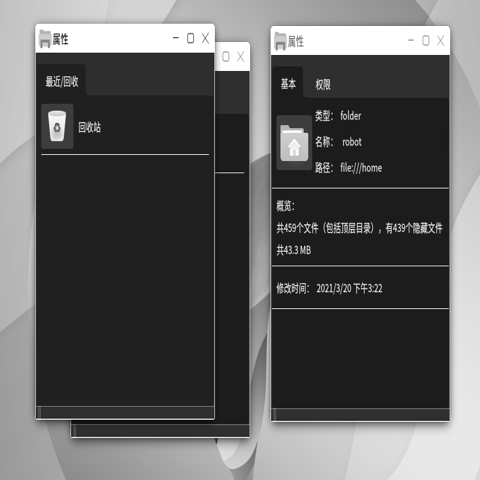 属性
最近/回收
回收站
属性
基本 权限
类型: folder
名称: robot
路径: file:///home
概览:
共459个文件（包括顶层目录），有439个隐藏文件
共43.3 MB
修改时间: 2021/3/20 下午3:22